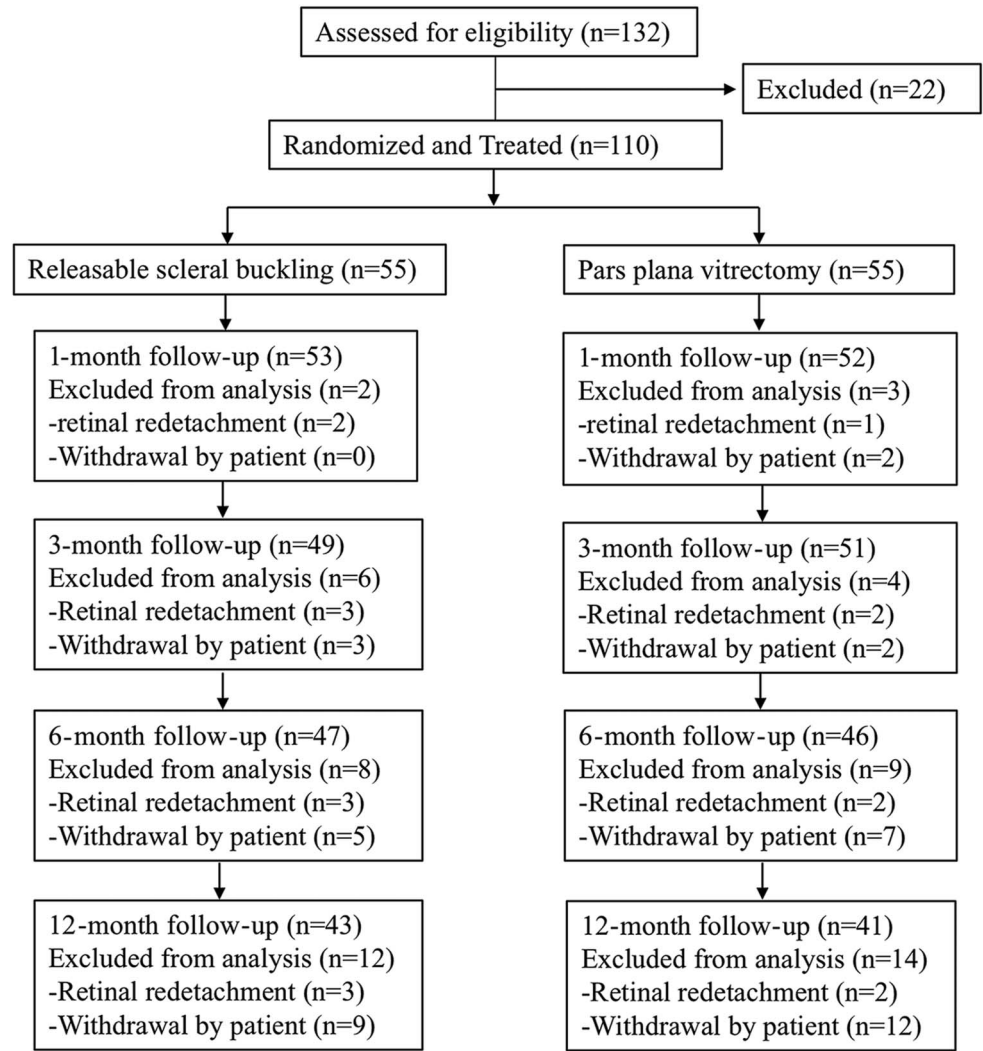 Assessed for eligibility (n=132)
Excluded (n=22)
Randomized and Treated (n=110)
Releasable scleral buckling (n=55)
Pars plana vitrectomy (n=55)
1-month follow-up (n=53)
Excluded from analysis (n=2)
-retinal redetachment (n=2)
-Withdrawal by patient (n=0)
1-month follow-up (n=52)
Excluded from analysis (n=3)
-retinal redetachment (n=1)
-Withdrawal by patient (n=2)
3-month follow-up (n=49)
Excluded from analysis (n=6)
-Retinal redetachment (n=3)
-Withdrawal by patient (n=3)
3-month follow-up (n=51)
Excluded from analysis (n=4)
-Retinal redetachment (n=2)
-Withdrawal by patient (n=2)
6-month follow-up (n=47)
Excluded from analysis (n=8)
-Retinal redetachment (n=3)
-Withdrawal by patient (n=5)
6-month follow-up (n=46)
Excluded from analysis (n=9)
-Retinal redetachment (n=2)
-Withdrawal by patient (n=7)
12-month follow-up (n=43)
Excluded from analysis (n=12)
-Retinal redetachment (n=3)
-Withdrawal by patient (n=9)
12-month follow-up (n=41)
Excluded from analysis (n=14)
-Retinal redetachment (n=2)
-Withdrawal by patient (n=12)